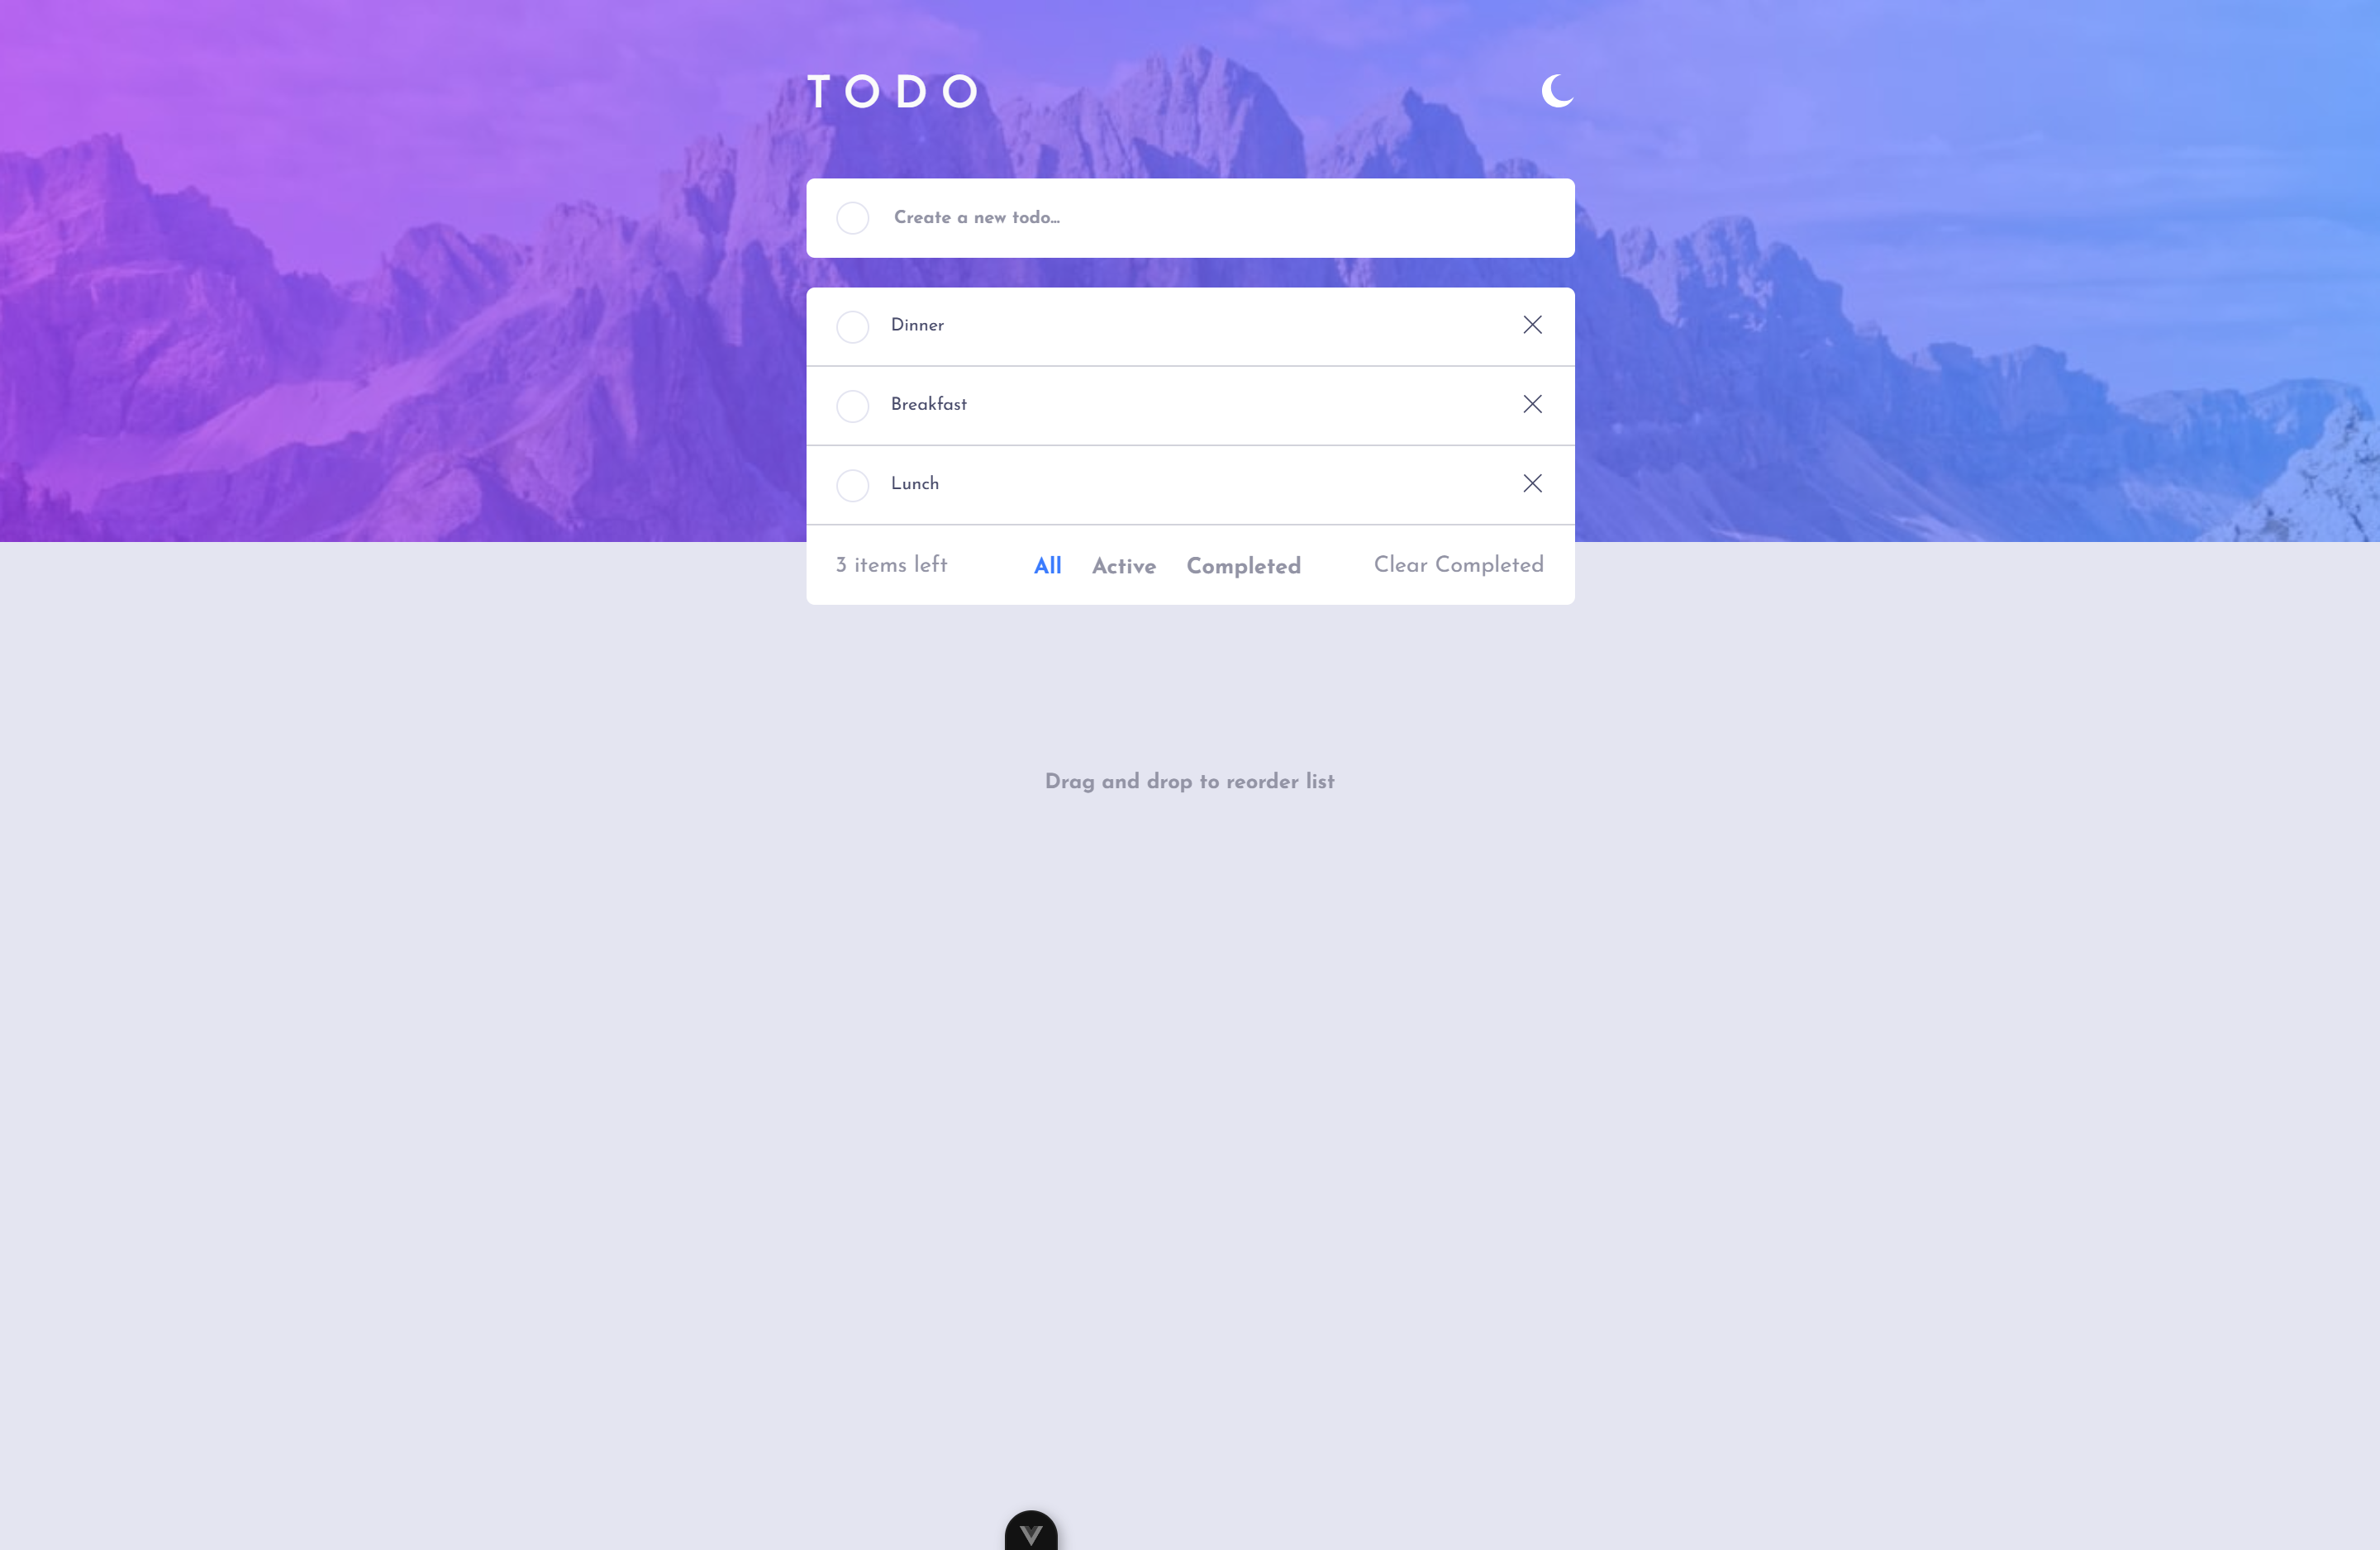 TODO
Create a new todo...
Dinner
Breakfast
Lunch
3 items left
All
Active
Completed
Clear Completed
Drag and drop to reorder list